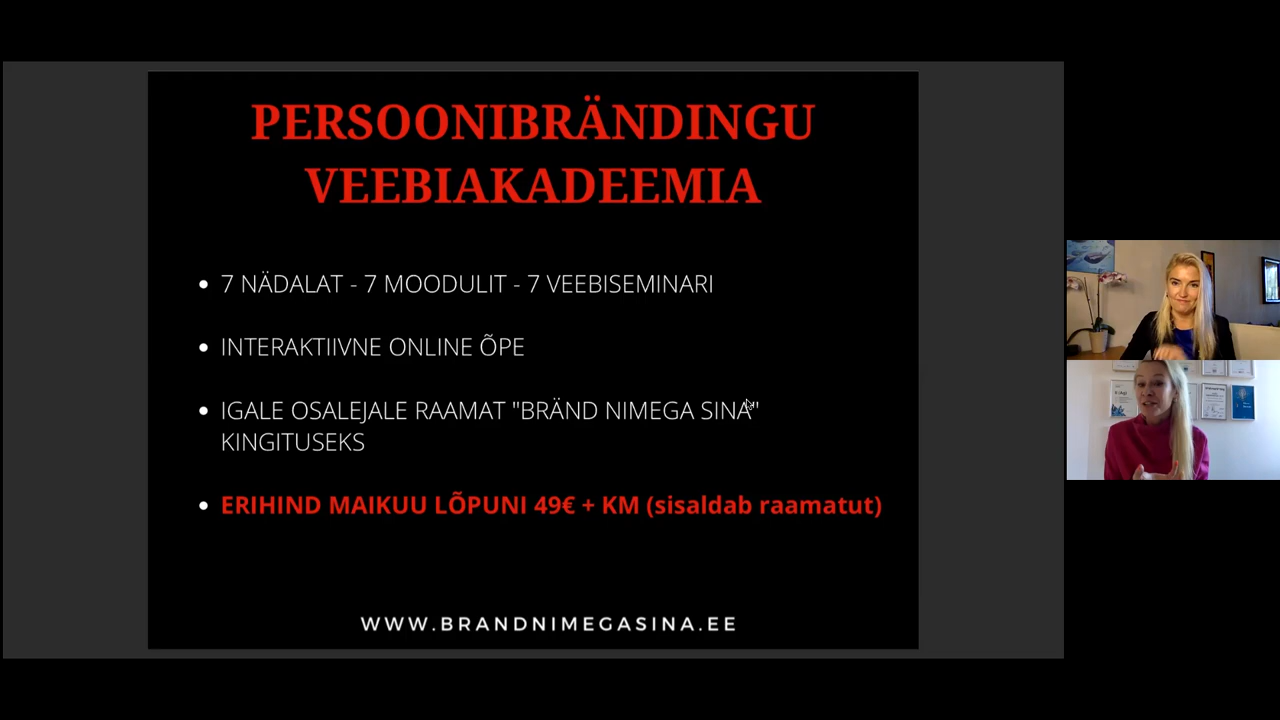 PERSOONIBRÄNDINGU
VEEBIAKADEEMIA
7 NÄDALAT - 7 MOODULIT - 7 VEEBISEMINARI
INTERAKTIIVNE ONLINE ÕPE
IGALE OSALEJALE RAAMAT "BRÄND NIMEGA SINA"
KINGITUSEKS
ERIHIND MAIKUU LÕPUNI 49€ + KM (sisaldab raamatut)
WWW.BRANDNIMEGASINA.EE